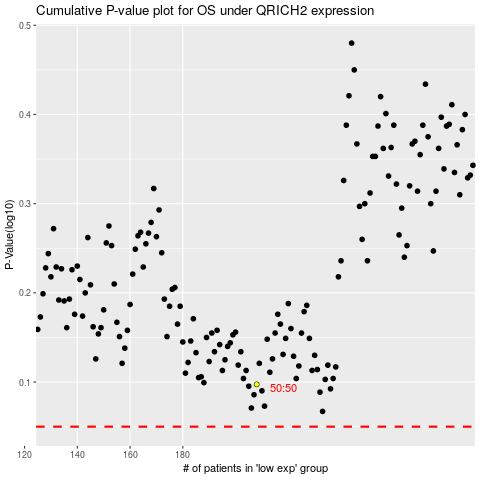 Cumulative P-value plot for OS under QRICH2 expression
P-Value(log10)
0.5
0.4
0.3
0.2
0.1
50:50
120 140 160 180
# of patients in 'low exp' group